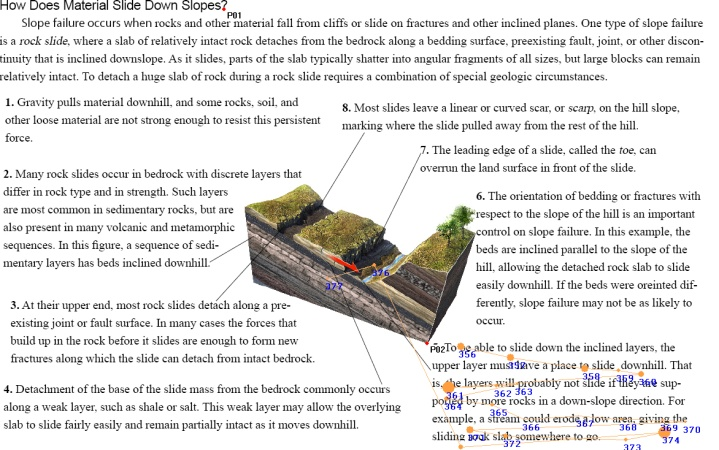 How Does Material Slide Down Slopes?
P01
Slope failure occurs when rocks and other material fall from cliffs or slide on fractures and other inclined planes. One type of slope failure
is a rock slide, where a slab of relatively intact rock detaches from the bedrock along a bedding surface, preexisting fault, joint, or other discon-
tinuity that is inclined downslope. As it slides, parts of the slab typically shatter into angular fragments of all sizes, but large blocks can remain
relatively intact. To detach a huge slab of rock during a rock slide requires a combination of special geologic circumstances.
1. Gravity pulls material downhill, and some rocks, soil, and
other loose material are not strong enough to resist this persistent
force.
8. Most slides leave a linear or curved scar, or scarp, on the hill slope,
marking where the slide pulled away from the rest of the hill.
7. The leading edge of a slide, called the toe, can
overrun the land surface in front of the slide.
2. Many rock slides occur in bedrock with discrete layers that
differ in rock type and in strength. Such layers
are most common in sedimentary rocks, but are
also present in many volcanic and metamorphic
sequences. In this figure, a sequence of sedi-
mentary layers has beds inclined downhill.
6. The orientation of bedding or fractures with
respect to the slope of the hill is an important
control on slope failure. In this example, the
beds are inclined parallel to the slope of the
hill, allowing the detached rock slab to slide
easily downhill. If the beds were oreinted dif-
ferently, slope failure may not be as likely to
occur.
376
377
3. At their upper end, most rock slides detach along a pre-
existing joint or fault surface. In many cases the forces that
build up in the rock before it slides are enough to form new
fractures along which the slide can detach from intact bedrock.
4. Detachment of the base of the slide mass from the bedrock commonly occurs
along a weak layer, such as shale or salt. This weak layer may allow the overlying
slab to slide fairly easily and remain partially intact as it moves downhill.
P02
To be able to slide down the inclined layers, the
356
upper layer must have a place to slide downhill. That
358 359 360
is, the layers will probably not slide if they are sup-
361 362 363
ported by more rocks in a down-slope direction. For
364
365
example, a stream could erode a low area, giving the
366 367 368 369 370
sliding rock slab somewhere to go.
372 373 374